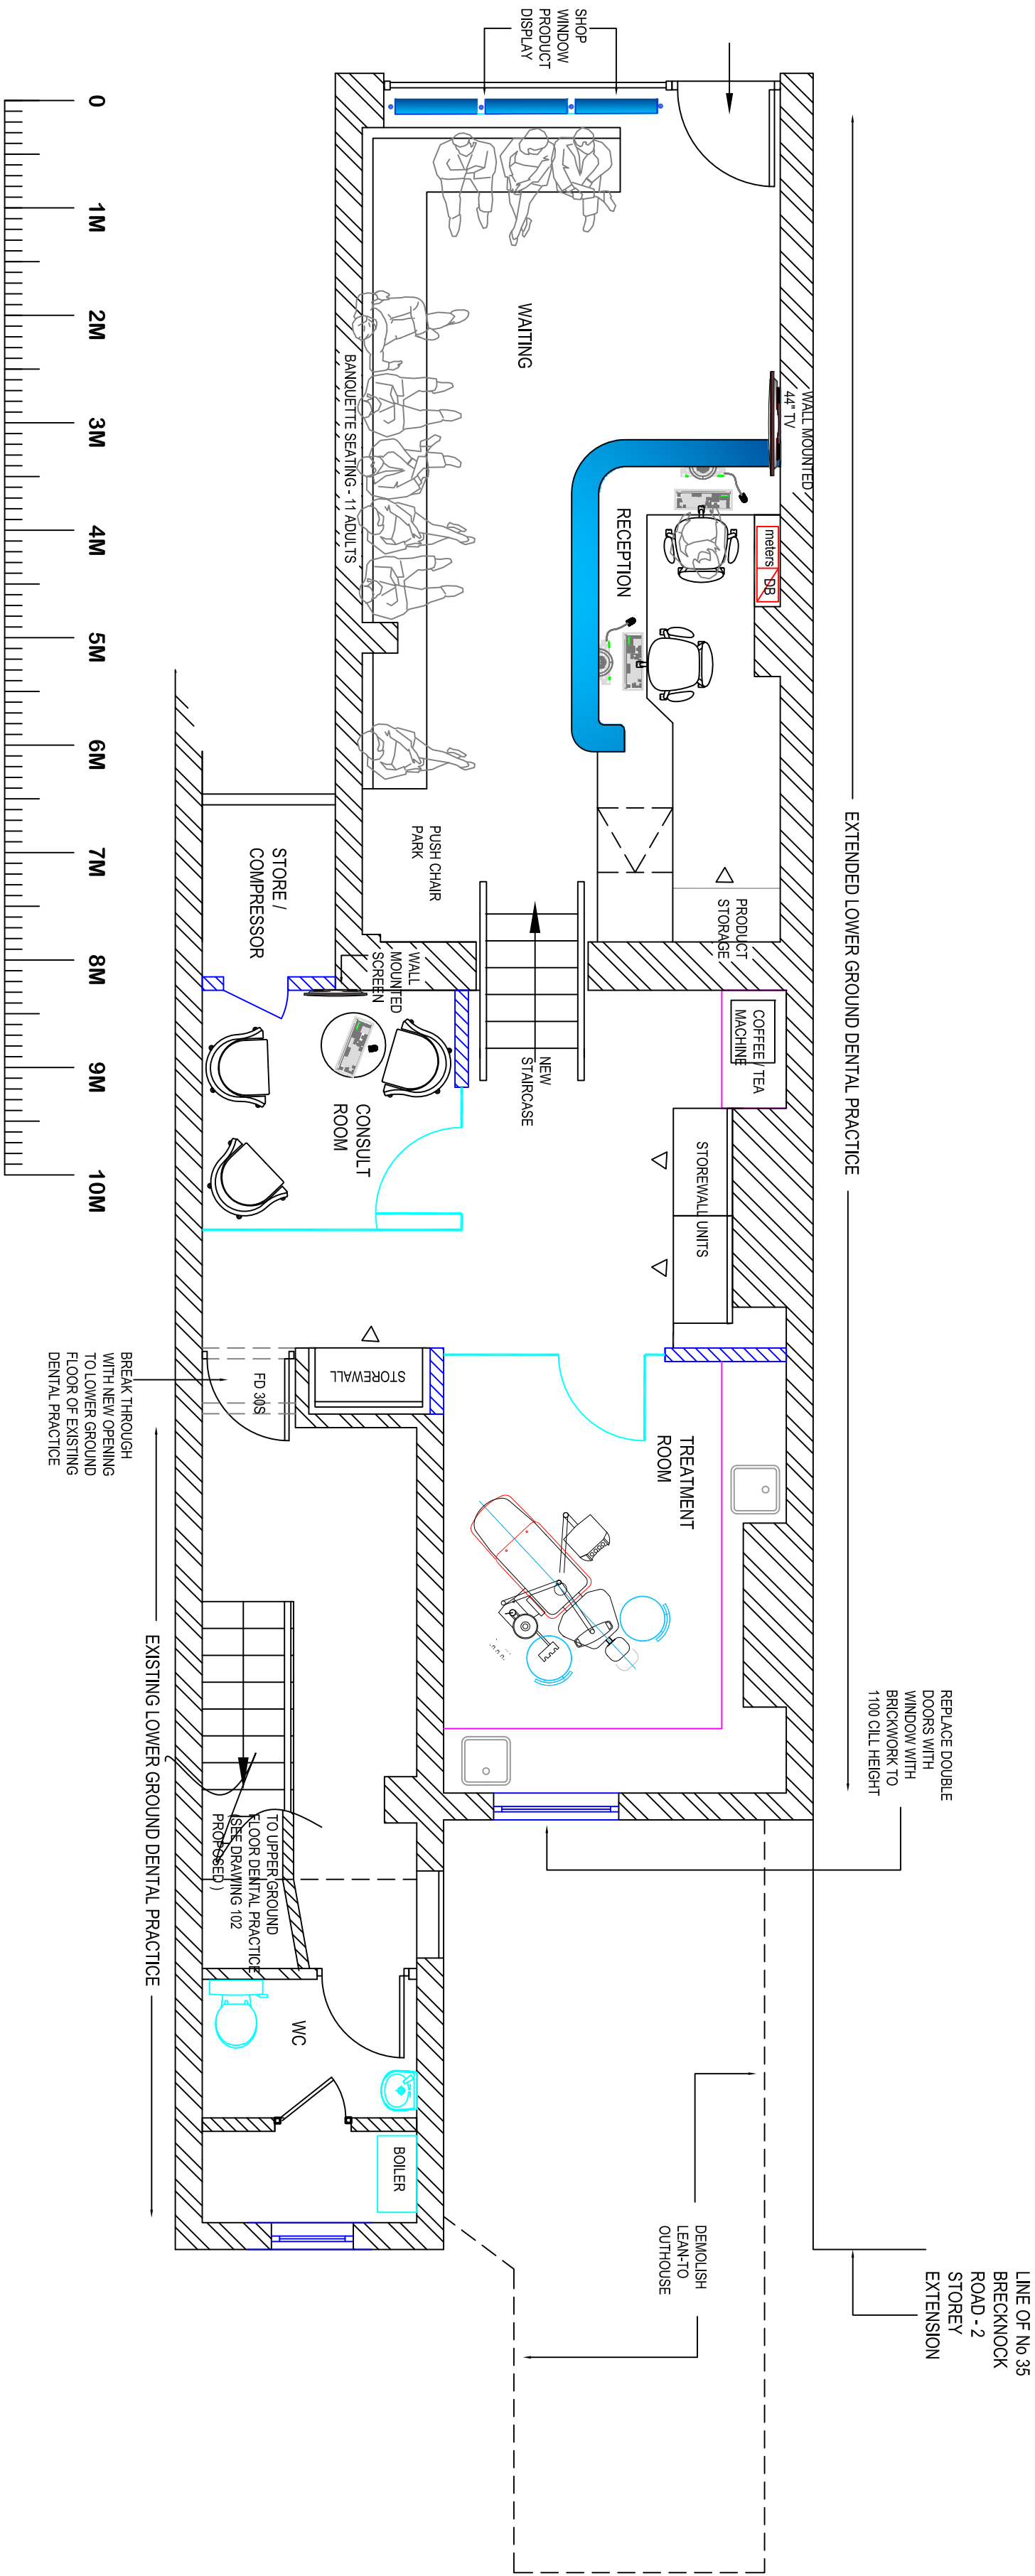 SHOP
WINDOW
PRODUCT
DISPLAY
0
1M
2M
3M
4M
5M
6M
7M
8M
9M
10M
EXTENDED LOWER GROUND DENTAL PRACTICE
WAITING
WALL MOUNTED
44" TV
BANQUETTE SEATING - 11 ADULTS
RECEPTION
meters
DB
PUSH CHAIR
PARK
PRODUCT
STORAGE
STORE /
COMPRESSOR
WALL
MOUNTED
SCREEN
NEW
STAIRCASE
COFFEE / TEA
MACHINE
CONSULT
ROOM
STOREWALL UNITS
STOREWALL
FD 30S
BREAK THROUGH
WITH NEW OPENING
TO LOWER GROUND
FLOOR OF EXISTING
DENTAL PRACTICE
TREATMENT
ROOM
EXISTING LOWER GROUND DENTAL PRACTICE
REPLACE DOUBLE
DOORS WITH
WINDOW WITH
BRICKWORK TO
1100 CILL HEIGHT
TO UPPER GROUND
FLOOR DENTAL PRACTICE
(SEE DRAWING 102
PROPOSED )
WC
BOILER
DEMOLISH
LEAN-TO
OUTHOUSE
LINE OF No 35
BRECKNOCK
ROAD - 2
STOREY
EXTENSION